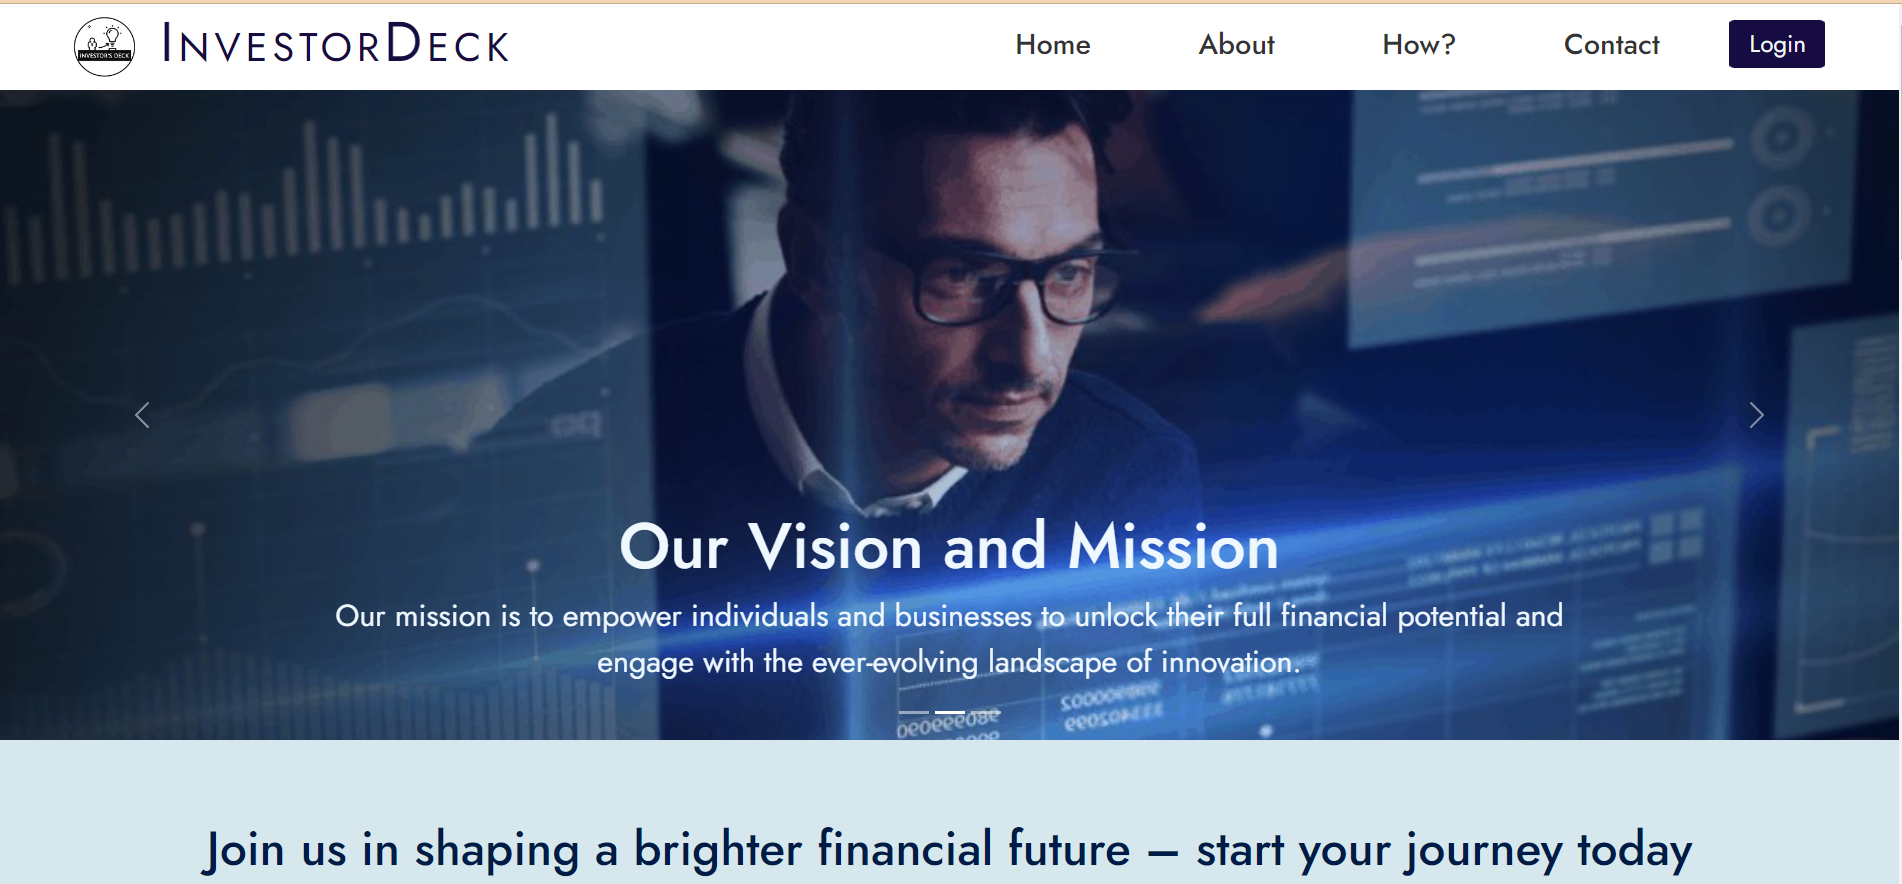 INVESTOR'S DECK
INVESTORDECK
Home
About
How?
Contact
Login
Our Vision and Mission
Our mission is to empower individuals and businesses to unlock their full financial potential and
engage with the ever-evolving landscape of innovation.
Join us in shaping a brighter financial future – start your journey today